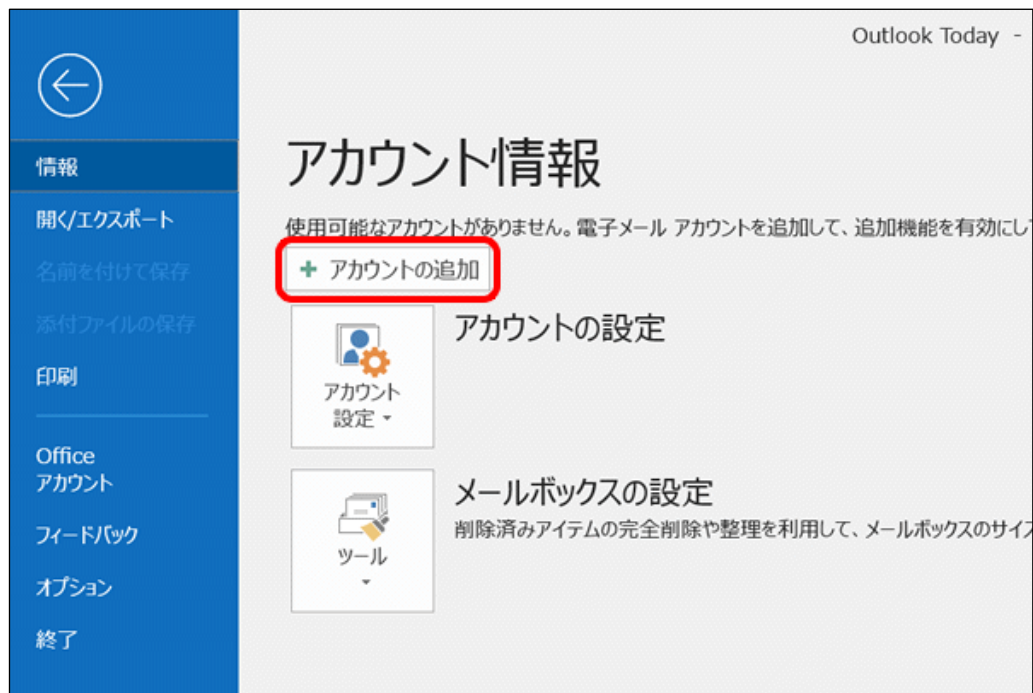 Outlook Today -
情報
開く/エクスポート
名前を付けて保存
添付ファイルの保存
印刷
Office
アカウント
フィードバック
オプション
終了
アカウント情報
使用可能なアカウントがありません。電子メール アカウントを追加して、追加機能を有効にし
アカウントの追加
アカウント
設定
アカウントの設定
ツール
メールボックスの設定
削除済みアイテムの完全削除や整理を利用して、メールボックスのサイズ